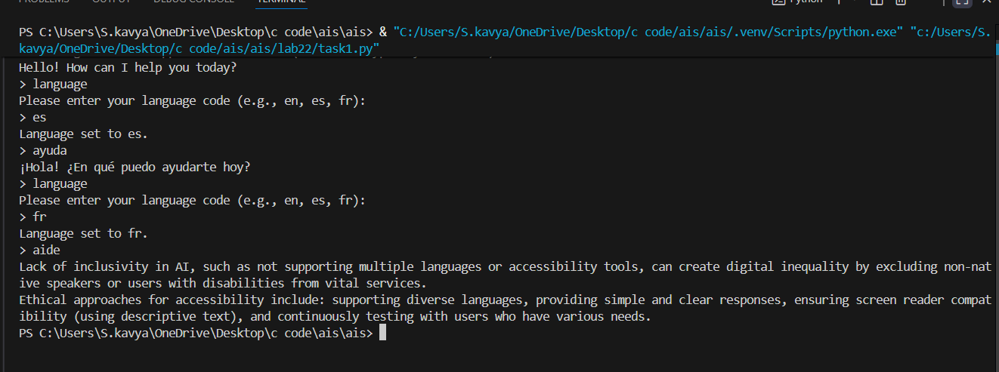 PROBLEMS OUTPUT DEBUG CONSOLE TERMINAL Python
PS C:\Users\S.kavya\OneDrive\Desktop\c code\ais\ais> & "C:/Users/S.kavya/OneDrive/Desktop/c code/ais/ais/.venv/Scripts/python.exe" "c:/Users/S.
kavya/OneDrive/Desktop/c code/ais/ais/lab22/task1.py"
Hello! How can I help you today?
> language
Please enter your language code (e.g., en, es, fr):
> es
Language set to es.
> ayuda
¡Hola! ¿En qué puedo ayudarte hoy?
> language
Please enter your language code (e.g., en, es, fr):
> fr
Language set to fr.
> aide
Lack of inclusivity in AI, such as not supporting multiple languages or accessibility tools, can create digital inequality by excluding non-nat
ive speakers or users with disabilities from vital services.
Ethical approaches for accessibility include: supporting diverse languages, providing simple and clear responses, ensuring screen reader compat
ibility (using descriptive text), and continuously testing with users who have various needs.
PS C:\Users\S.kavya\OneDrive\Desktop\c code\ais\ais>